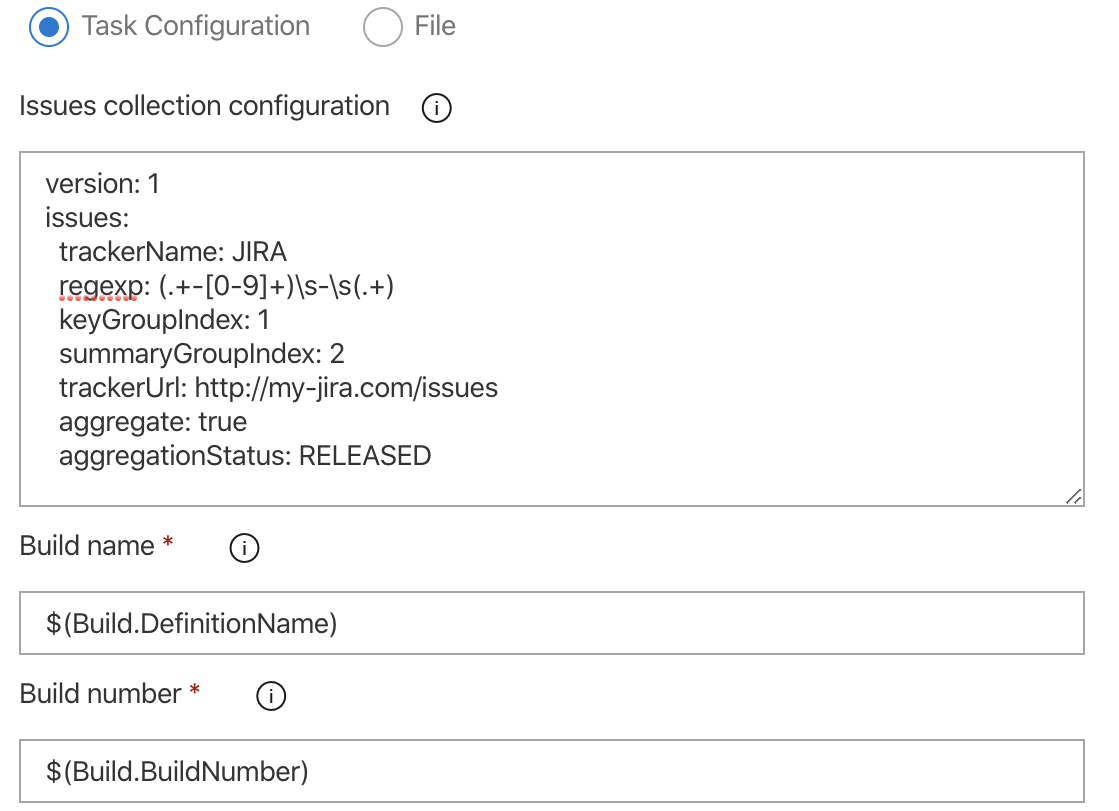 Task Configuration File
Issues collection configuration i
version: 1
issues:
  trackerName: JIRA
  regexp: (.+-[0-9]+)\s-\s(.+)
  keyGroupIndex: 1
  summaryGroupIndex: 2
  trackerUrl: http://my-jira.com/issues
  aggregate: true
  aggregationStatus: RELEASED
Build name * i
$(Build.DefinitionName)
Build number * i
$(Build.BuildNumber)